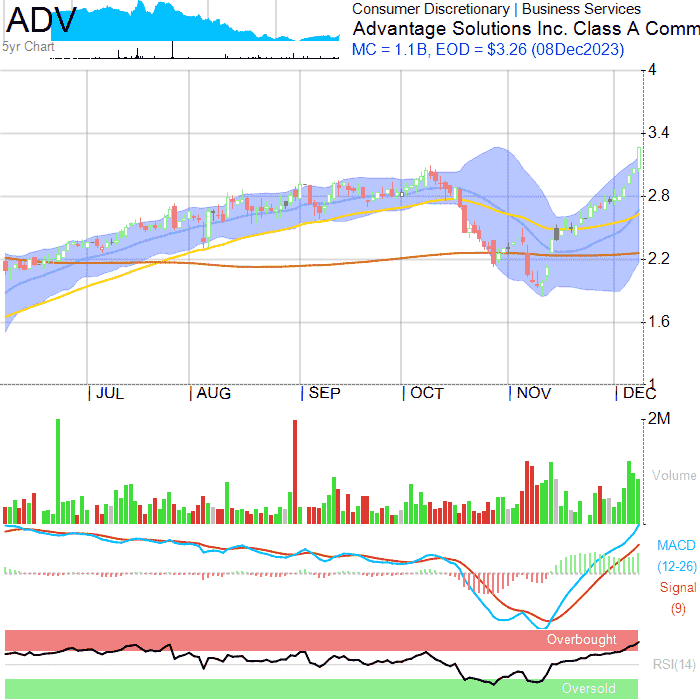 ADV
5yr Chart
Consumer Discretionary | Business Services
Advantage Solutions Inc. Class A Comm
MC = 1.1B, EOD = $3.26 (08Dec2023)
4
3.4
2.8
2.2
1.6
1
JUL AUG SEP OCT NOV DEC
2M
Volume
MACD
(12-26)
Signal
(9)
Overbought
RSI(14)
Oversold